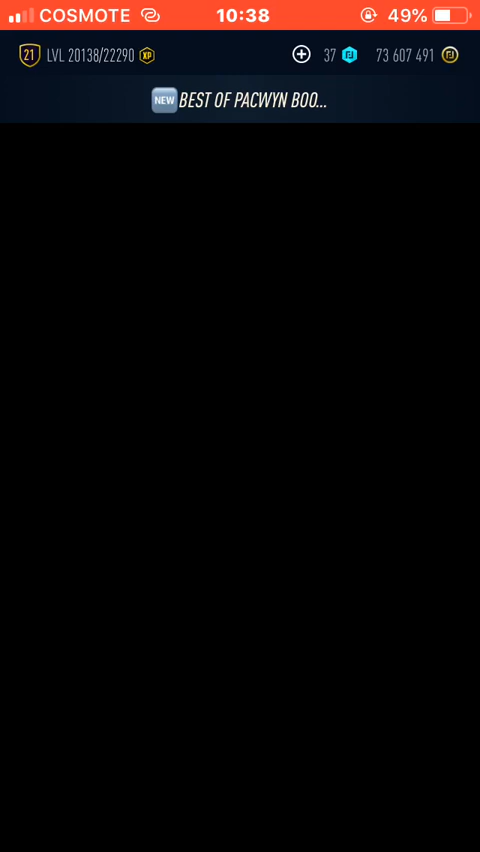 COSMOTE 10:38 49%
21 LVL 20138/22290 XP 37 73 607 491
NEW BEST OF PACWYN BOO...